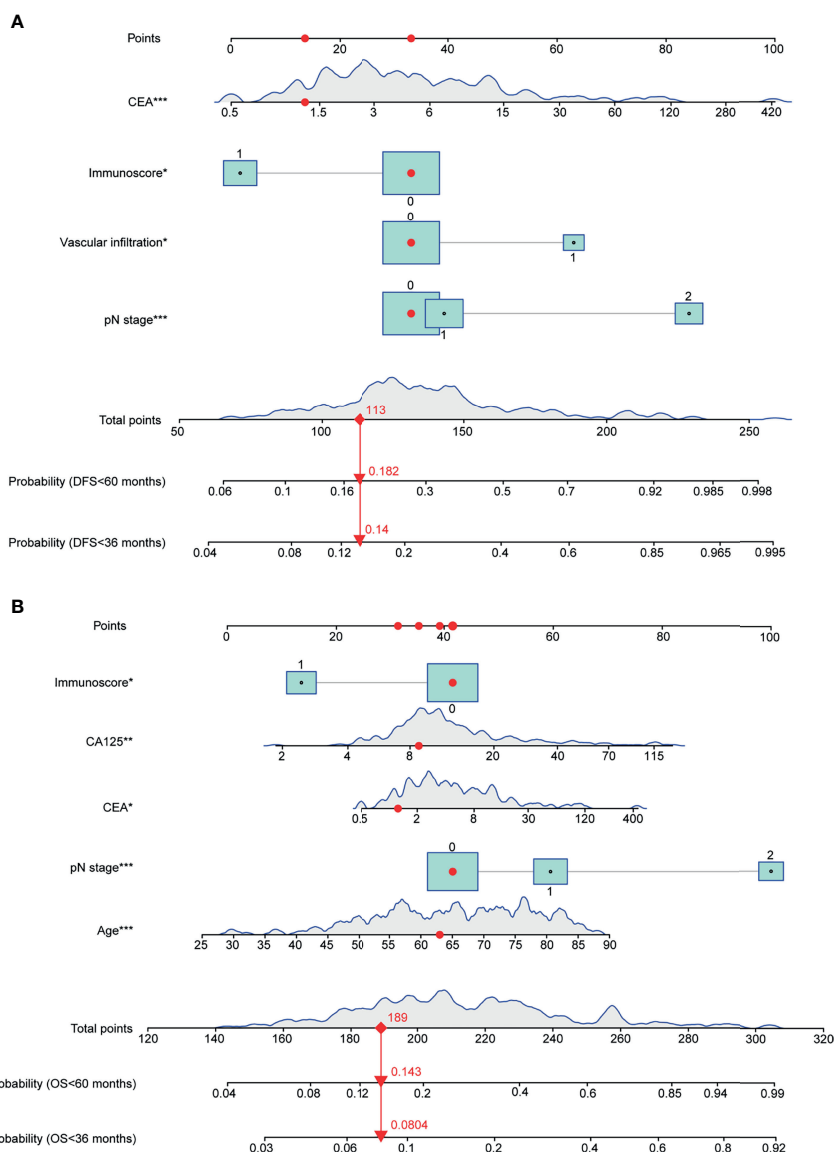 A
Points
0 20 40 60 80 100
CEA***
0.5 1.5 3 6 15 30 60 120 280 420
1
Immunoscore*
0
0
Vascular infiltration*
1
0 2
pN stage***
1
113
Total points
50 100 150 200 250
0.182
Probability (DFS<60 months)
0.06 0.1 0.16 0.3 0.5 0.7 0.92 0.985 0.998
0.14
Probability (DFS<36 months)
0.04 0.08 0.12 0.2 0.4 0.6 0.85 0.965 0.995
B
Points
0 20 40 60 80 100
1
Immunoscore*
0
CA125**
2 4 8 20 40 70 115
CEA*
0.5 2 8 30 120 400
0 2
pN stage***
1
Age***
25 30 35 40 45 50 55 60 65 70 75 80 85 90
189
Total points
120 140 160 180 200 220 240 260 280 300 320
0.143
obability (OS<60 months)
0.04 0.08 0.12 0.2 0.4 0.6 0.85 0.94 0.99
0.0804
obability (OS<36 months)
0.03 0.06 0.1 0.2 0.4 0.6 0.8 0.92